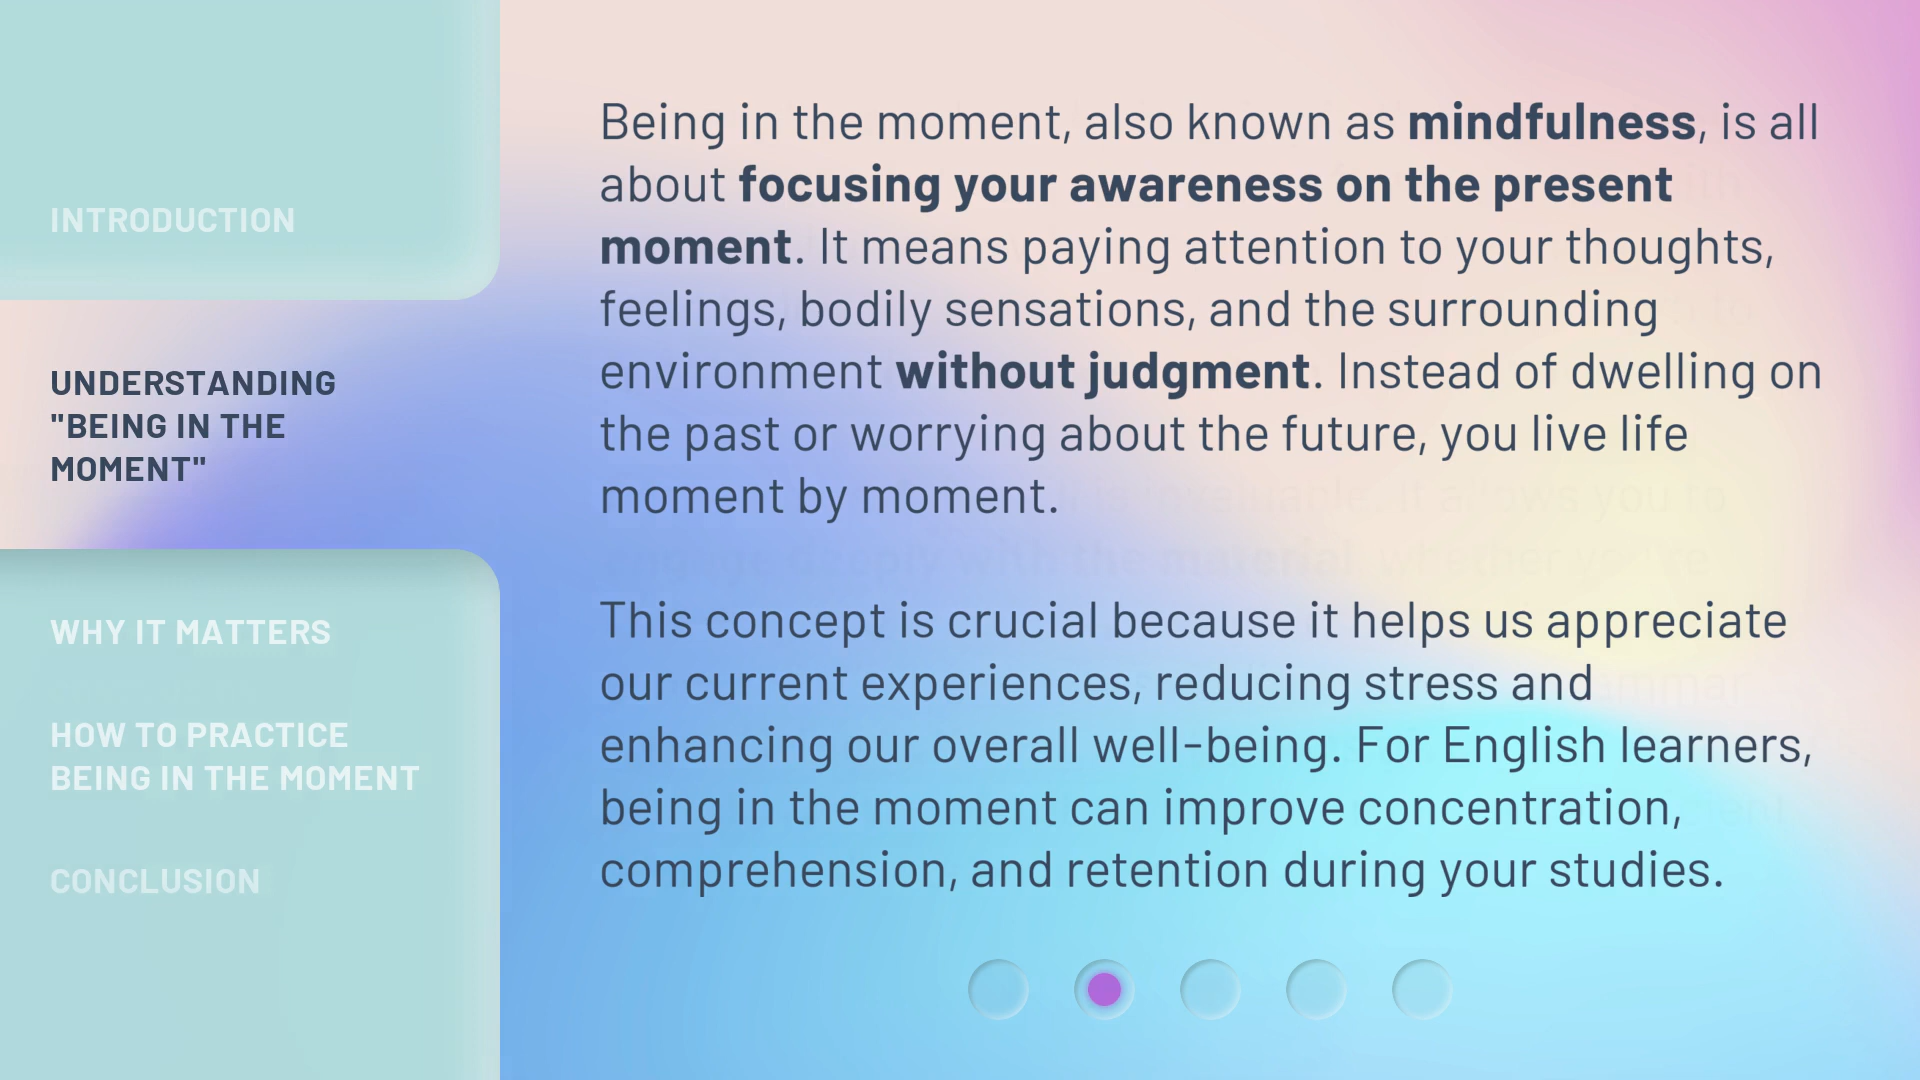 INTRODUCTION
UNDERSTANDING
"BEING IN THE
MOMENT"
WHY IT MATTERS
HOW TO PRACTICE
BEING IN THE MOMENT
CONCLUSION
Being in the moment, also known as mindfulness, is all
about focusing your awareness on the present
moment. It means paying attention to your thoughts,
feelings, bodily sensations, and the surrounding
environment without judgment. Instead of dwelling on
the past or worrying about the future, you live life
moment by moment.
This concept is crucial because it helps us appreciate
our current experiences, reducing stress and
enhancing our overall well-being. For English learners,
being in the moment can improve concentration,
comprehension, and retention during your studies.